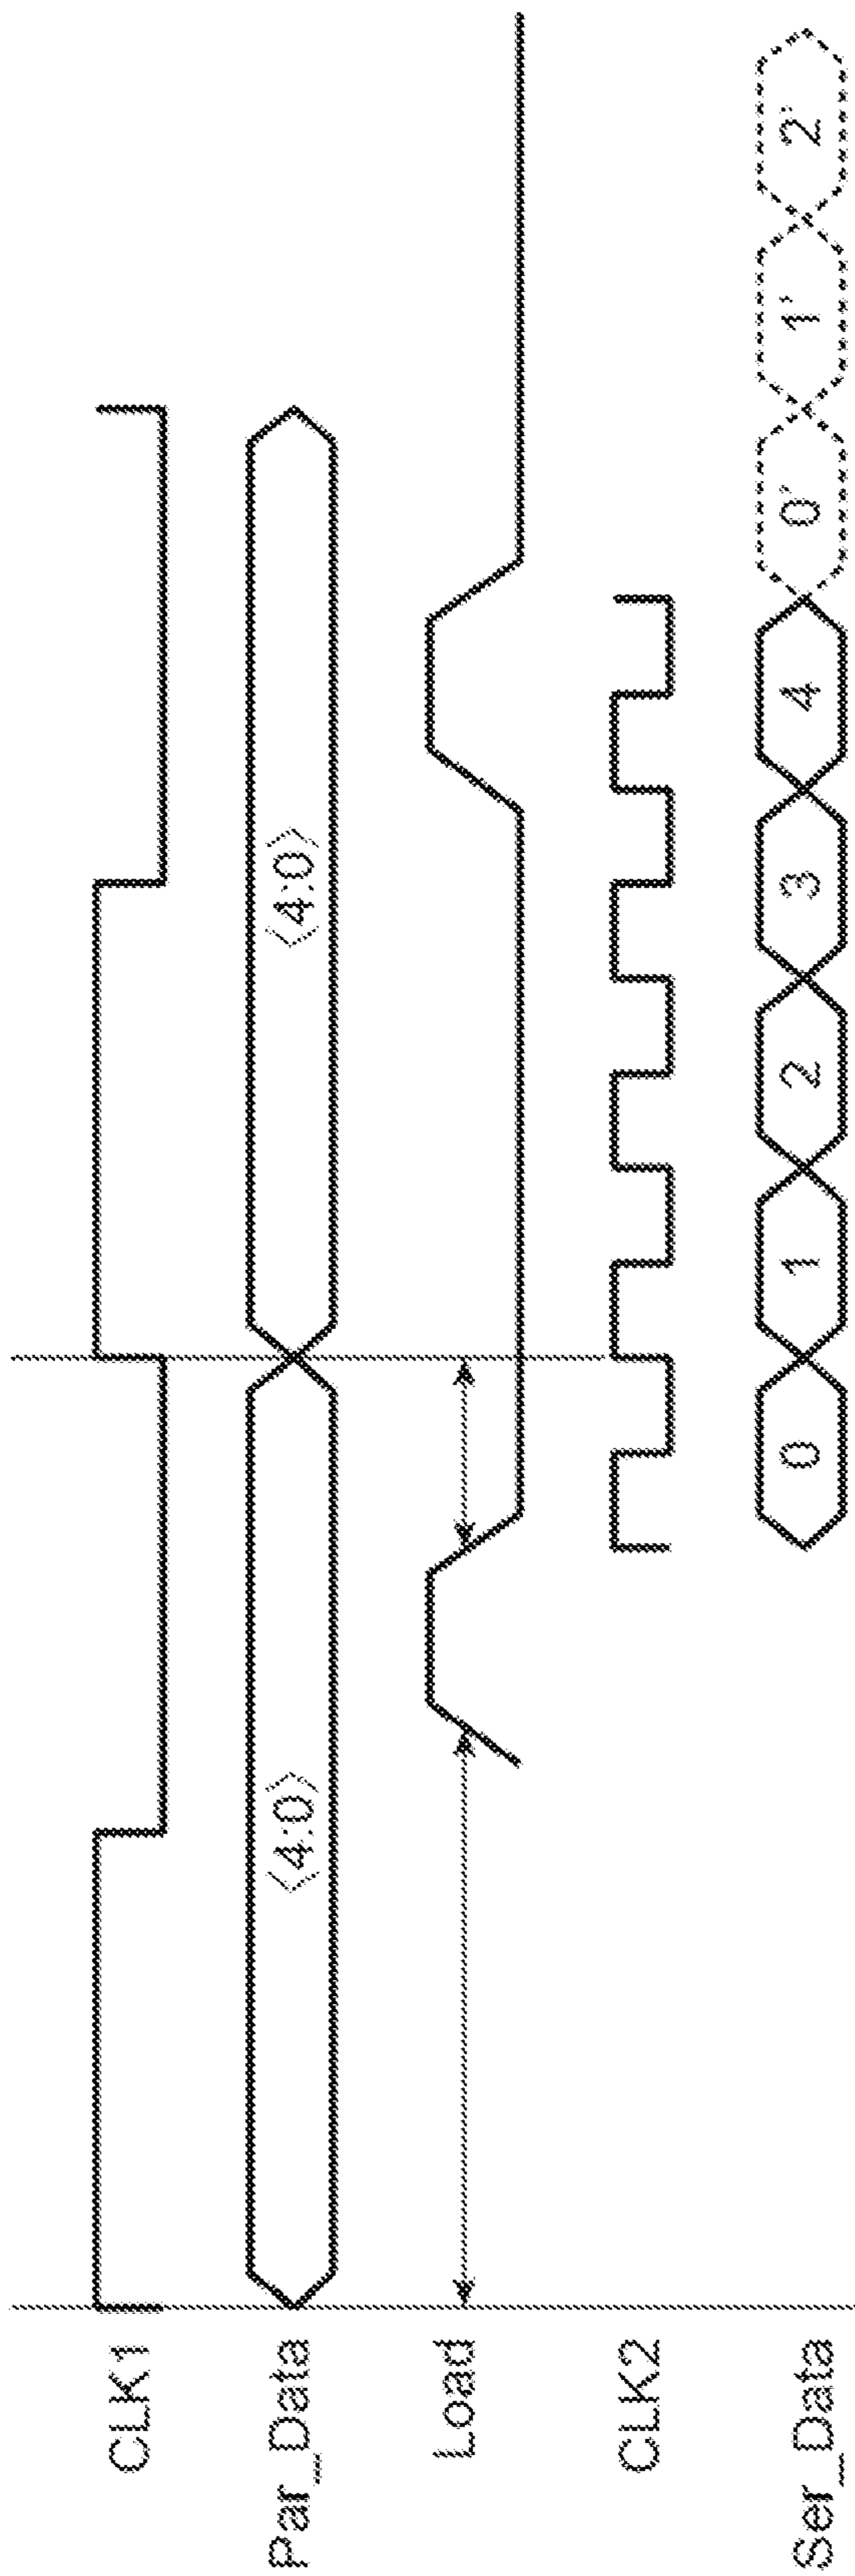 CLK1
Par_Data ⟨4:0⟩ ⟨4:0⟩
Load
CLK2
Ser_Data 0 1 2 3 4 0' 1' 2'